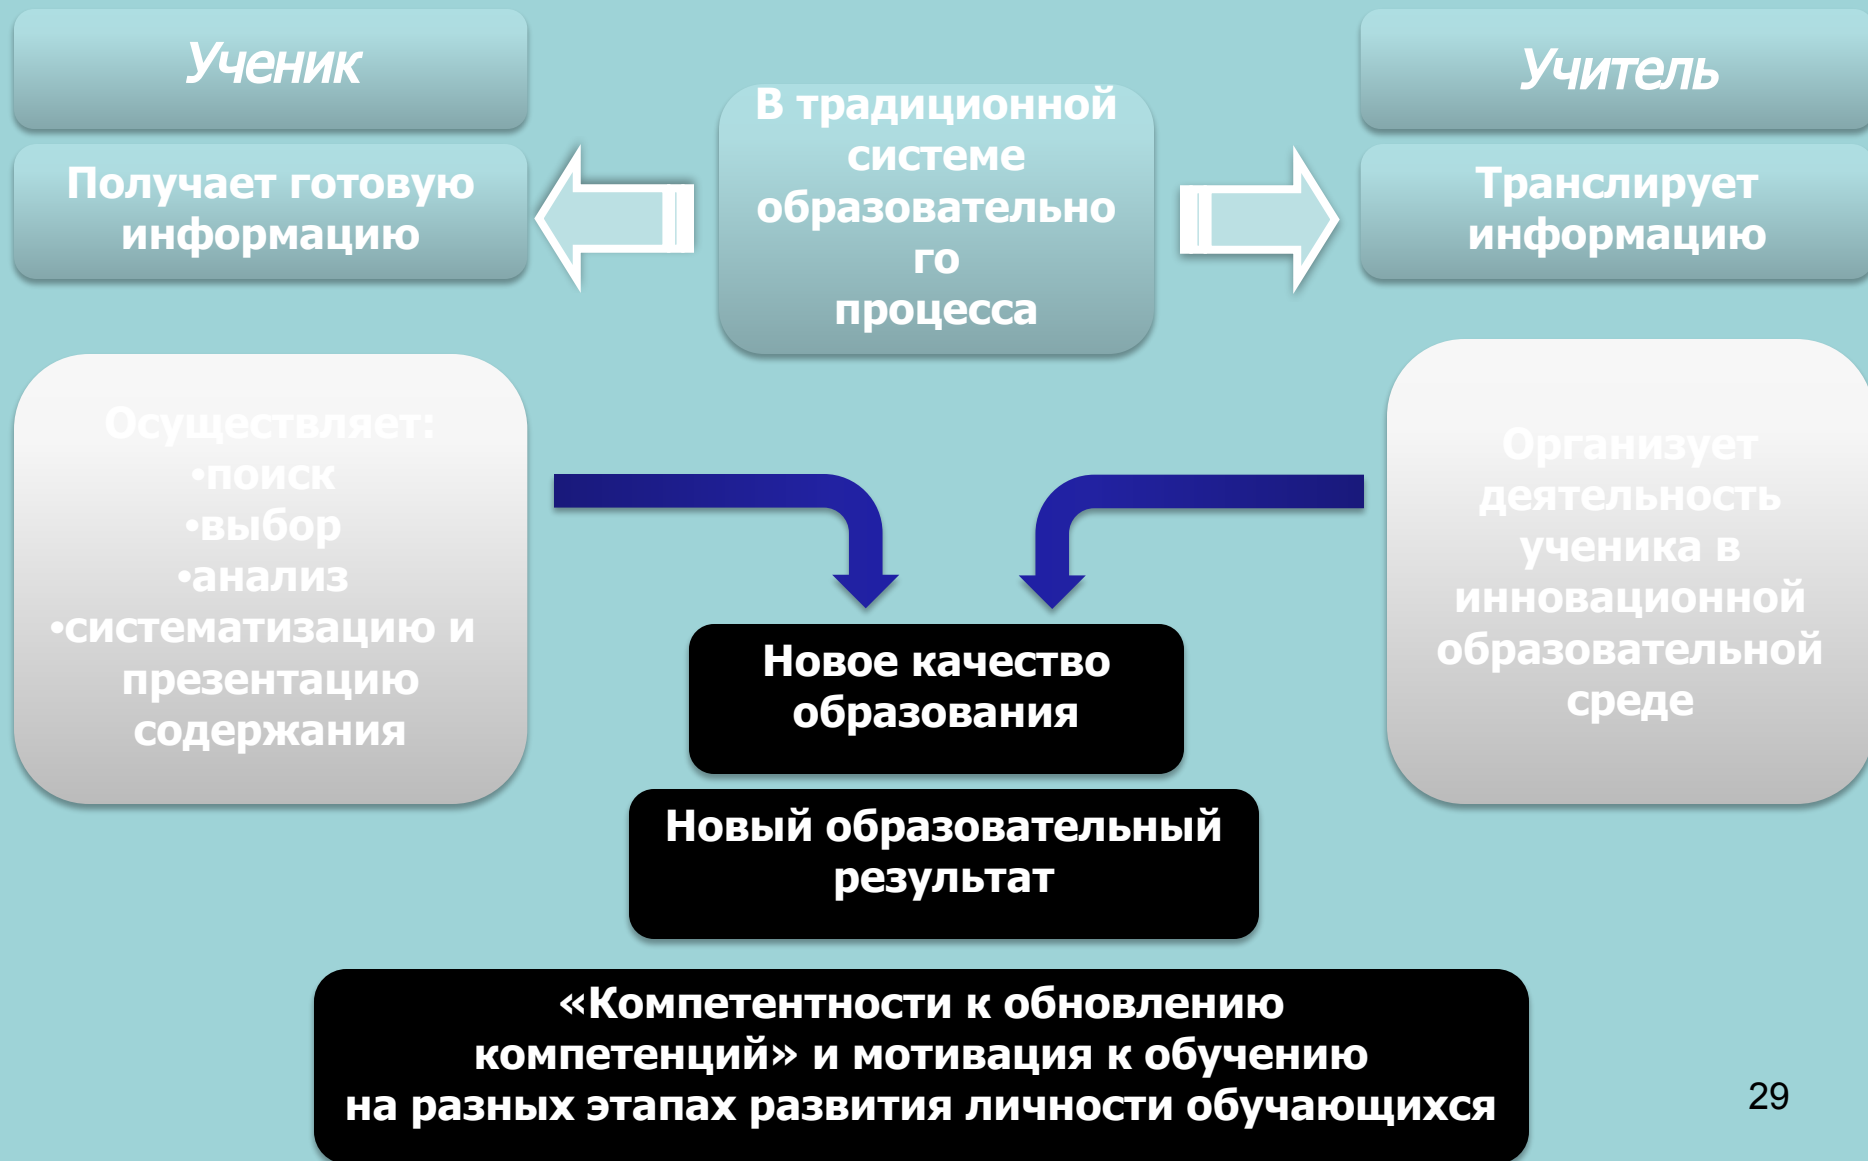 Ученик
Учитель
В традиционной
системе
образовательно
го
процесса
Получает готовую
информацию
Транслирует
информацию
Осуществляет:
•поиск
•выбор
•анализ
•систематизацию и
презентацию
содержания
Организует
деятельность
ученика в
инновационной
образовательной
среде
Новое качество
образования
Новый образовательный
результат
«Компетентности к обновлению
компетенций» и мотивация к обучению
на разных этапах развития личности обучающихся
29